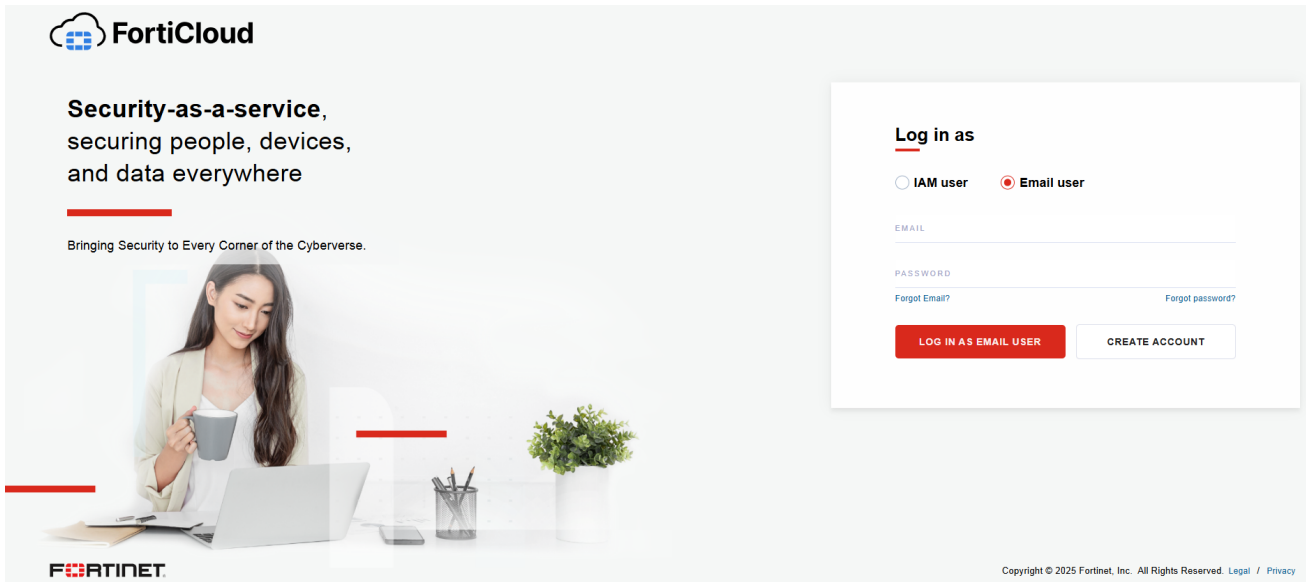 FortiCloud
Security-as-a-service,
securing people, devices,
and data everywhere
Bringing Security to Every Corner of the Cyberverse.
Log in as
IAM user
Email user
EMAIL
PASSWORD
Forgot Email?
Forgot password?
LOG IN AS EMAIL USER
CREATE ACCOUNT
FORTINET
Copyright © 2025 Fortinet, Inc. All Rights Reserved. Legal / Privacy